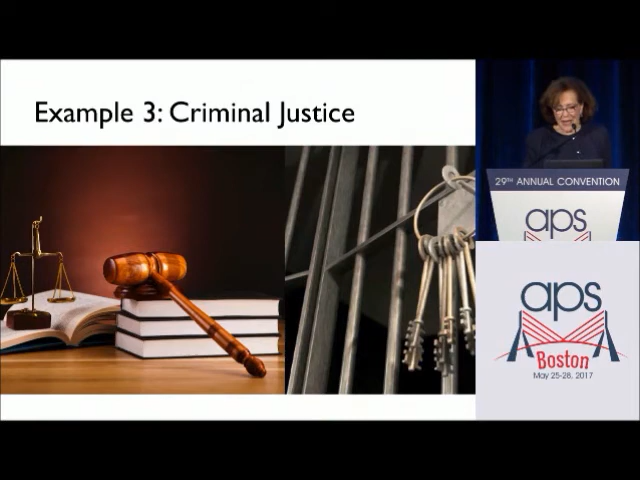 Example 3: Criminal Justice
29TH ANNUAL CONVENTION
aps
aps
Boston
May 25-28, 2017